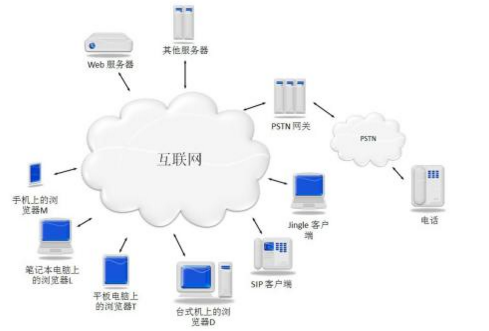 其他服务器
Web 服务器
PSTN 网关
PSTN
互联网
手机上的浏
览器M
电话
Jingle 客户
端
笔记本电脑上
的浏览器L
SIP 客户端
平板电脑上
的浏览器T
台式机上的浏
览器D